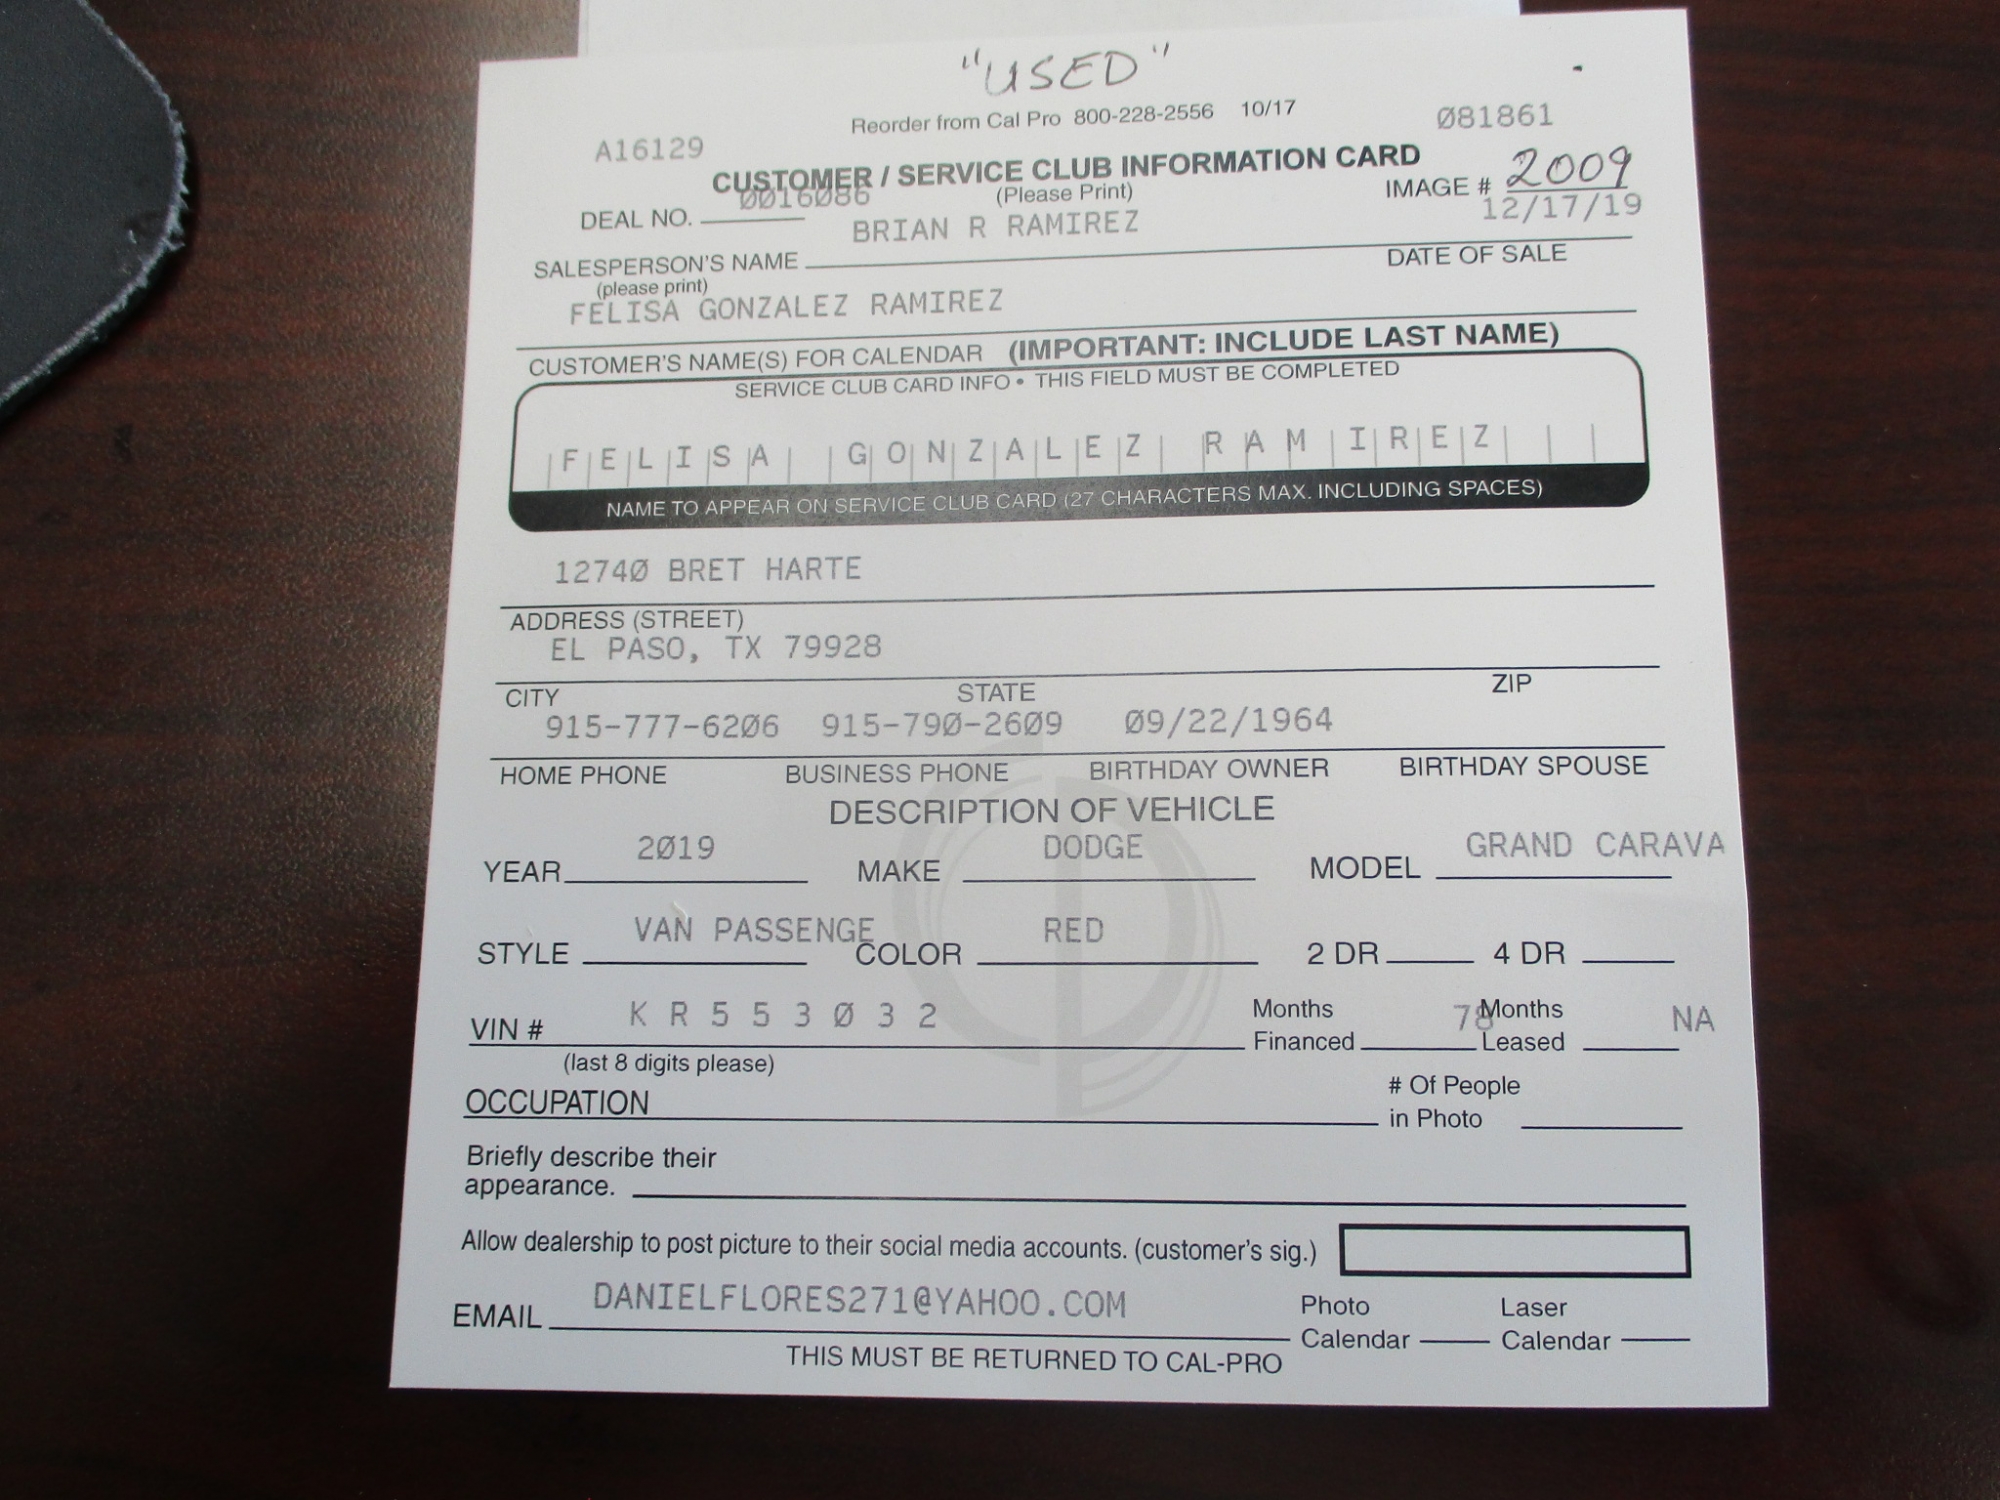 "USED"
Reorder from Cal Pro 800-228-2556 10/17
A16129 Ø81861
CUSTOMER / SERVICE CLUB INFORMATION CARD
(Please Print)
IMAGE # 2009
DEAL NO. ØØ16Ø86
12/17/19
BRIAN R RAMIREZ
SALESPERSON'S NAME DATE OF SALE
(please print)
FELISA GONZALEZ RAMIREZ
CUSTOMER'S NAME(S) FOR CALENDAR (IMPORTANT: INCLUDE LAST NAME)
SERVICE CLUB CARD INFO • THIS FIELD MUST BE COMPLETED
FELISA GONZALEZ RAMIREZ
NAME TO APPEAR ON SERVICE CLUB CARD (27 CHARACTERS MAX. INCLUDING SPACES)
1274Ø BRET HARTE
ADDRESS (STREET)
EL PASO, TX 79928
CITY STATE ZIP
915-777-62Ø6 915-79Ø-26Ø9 Ø9/22/1964
HOME PHONE BUSINESS PHONE BIRTHDAY OWNER BIRTHDAY SPOUSE
DESCRIPTION OF VEHICLE
YEAR 2Ø19 MAKE DODGE MODEL GRAND CARAVA
STYLE VAN PASSENGE COLOR RED 2 DR 4 DR
VIN # KR553Ø32 Months Financed 78 Months Leased NA
(last 8 digits please)
OCCUPATION # Of People in Photo
Briefly describe their
appearance.
Allow dealership to post picture to their social media accounts. (customer's sig.)
EMAIL DANIELFLORES271@YAHOO.COM Photo Calendar Laser Calendar
THIS MUST BE RETURNED TO CAL-PRO